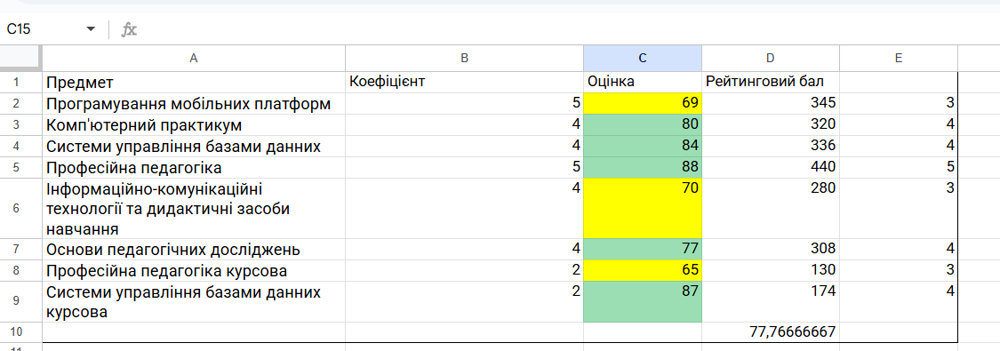 C15 fx
A B C D E
1 Предмет Коефіцієнт Оцінка Рейтинговий бал
2 Програмування мобільних платформ 5 69 345 3
3 Комп'ютерний практикум 4 80 320 4
4 Системи управління базами данних 4 84 336 4
5 Професійна педагогіка 5 88 440 5
6 Інформаційно-комунікаційні 4 70 280 3
технології та дидактичні засоби
навчання
7 Основи педагогічних досліджень 4 77 308 4
8 Професійна педагогіка курсова 2 65 130 3
9 Системи управління базами данних 2 87 174 4
курсова
10 77,76666667
11